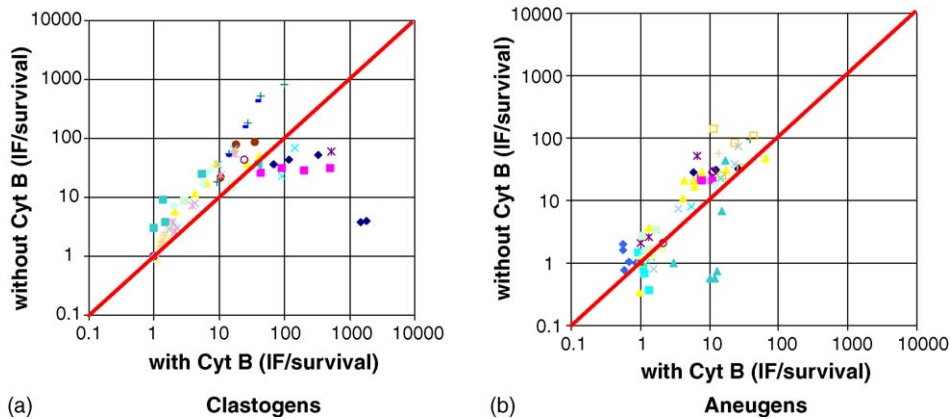 (a)
without Cyt B (IF/survival)
10000
1000
100
10
1
0.1
0.1 1 10 100 1000 10000
with Cyt B (IF/survival)
Clastogens
(b)
without Cyt B (IF/survival)
10000
1000
100
10
1
0.1
0.1 1 10 100 1000 10000
with Cyt B (IF/survival)
Aneugens